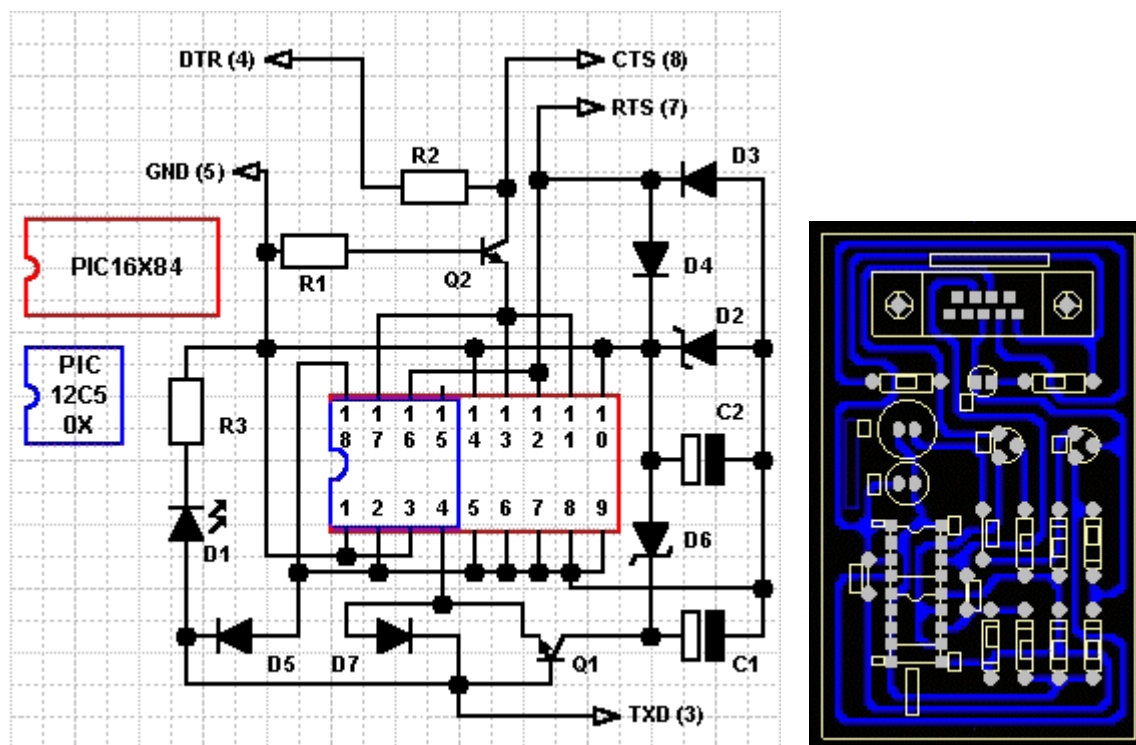 DTR (4)
CTS (8)
RTS (7)
R2
D3
GND (5)
PIC16X84
R1
Q2
D4
D2
PIC
12C5
0X
R3
C2
1 1 1 1 1 1 1 1 1
8 7 6 5 4 3 2 1 0
1 2 3 4 5 6 7 8 9
D1
D6
D5
D7
Q1
C1
TXD (3)